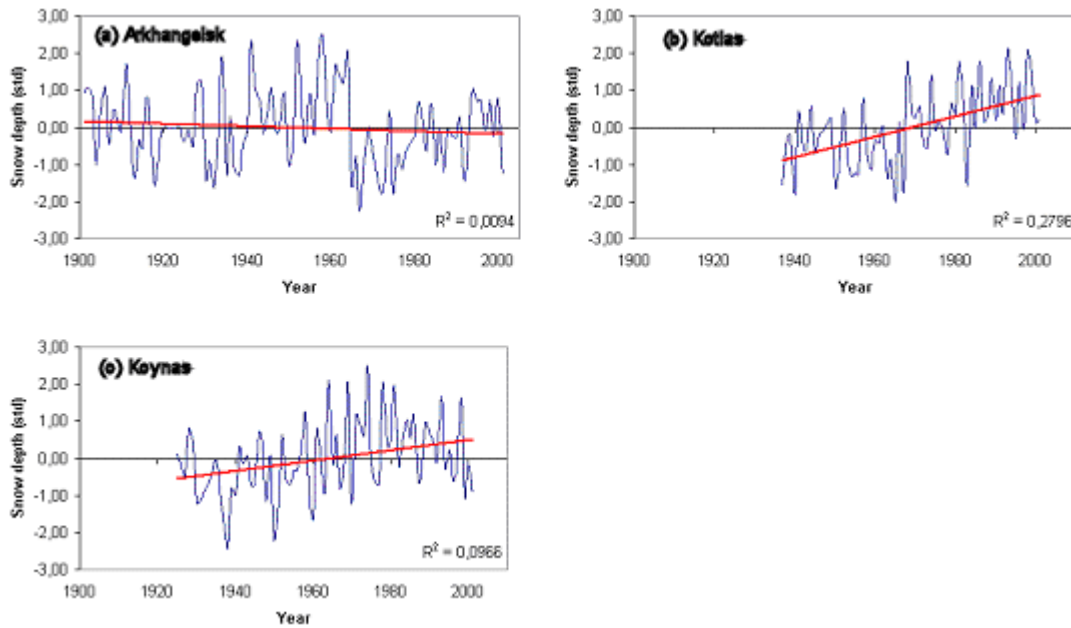 (a) Arkhangelsk
Snow depth (std)
3,00
2,00
1,00
0,00
-1,00
-2,00
-3,00
R² = 0,0094
1900 1920 1940 1960 1980 2000
Year
(b) Kotlas
Snow depth (std)
3,00
2,00
1,00
0,00
-1,00
-2,00
-3,00
R² = 0,2796
1900 1920 1940 1960 1980 2000
Year
(c) Koynas
Snow depth (std)
3,00
2,00
1,00
0,00
-1,00
-2,00
-3,00
R² = 0,0966
1900 1920 1940 1960 1980 2000
Year